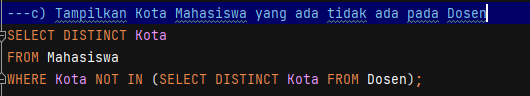 ---c) Tampilkan Kota Mahasiswa yang ada tidak ada pada Dosen
SELECT DISTINCT Kota
FROM Mahasiswa
WHERE Kota NOT IN (SELECT DISTINCT Kota FROM Dosen);